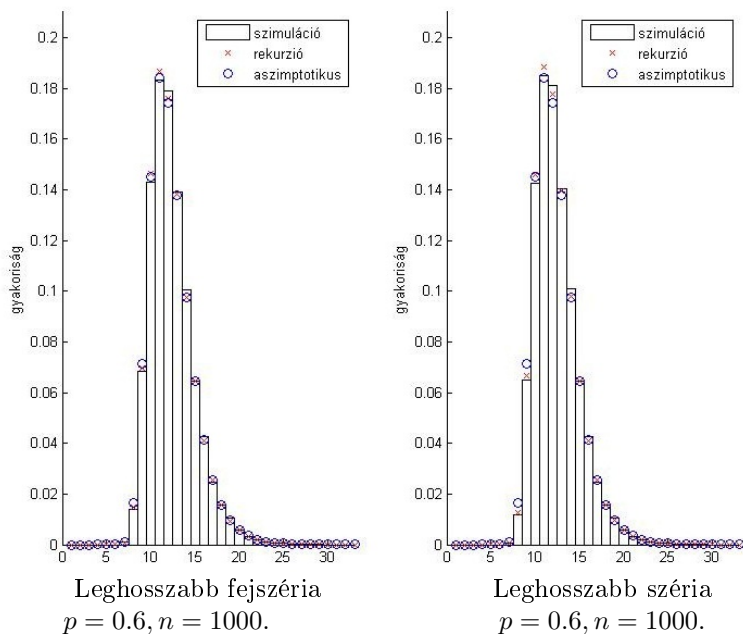 szimuláció
rekurzió
aszimptotikus
gyakoriság
0.2
0.18
0.16
0.14
0.12
0.1
0.08
0.06
0.04
0.02
0
0 5 10 15 20 25 30
Leghosszabb fejszéria
p = 0.6, n = 1000.
szimuláció
rekurzió
aszimptotikus
gyakoriság
0.2
0.18
0.16
0.14
0.12
0.1
0.08
0.06
0.04
0.02
0
0 5 10 15 20 25 30
Leghosszabb széria
p = 0.6, n = 1000.